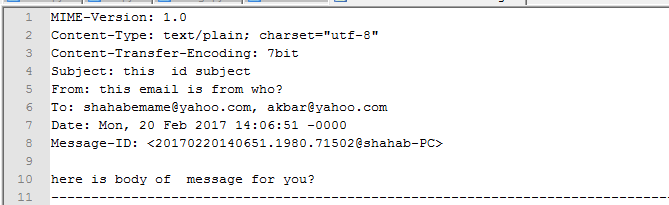 1 MIME-Version: 1.0
2 Content-Type: text/plain; charset="utf-8"
3 Content-Transfer-Encoding: 7bit
4 Subject: this  id subject
5 From: this email is from who?
6 To: shahabemame@yahoo.com, akbar@yahoo.com
7 Date: Mon, 20 Feb 2017 14:06:51 -0000
8 Message-ID: <20170220140651.1980.71502@shahab-PC>
9
10 here is body of  message for you?
11 -------------------------------------------------------------------------------